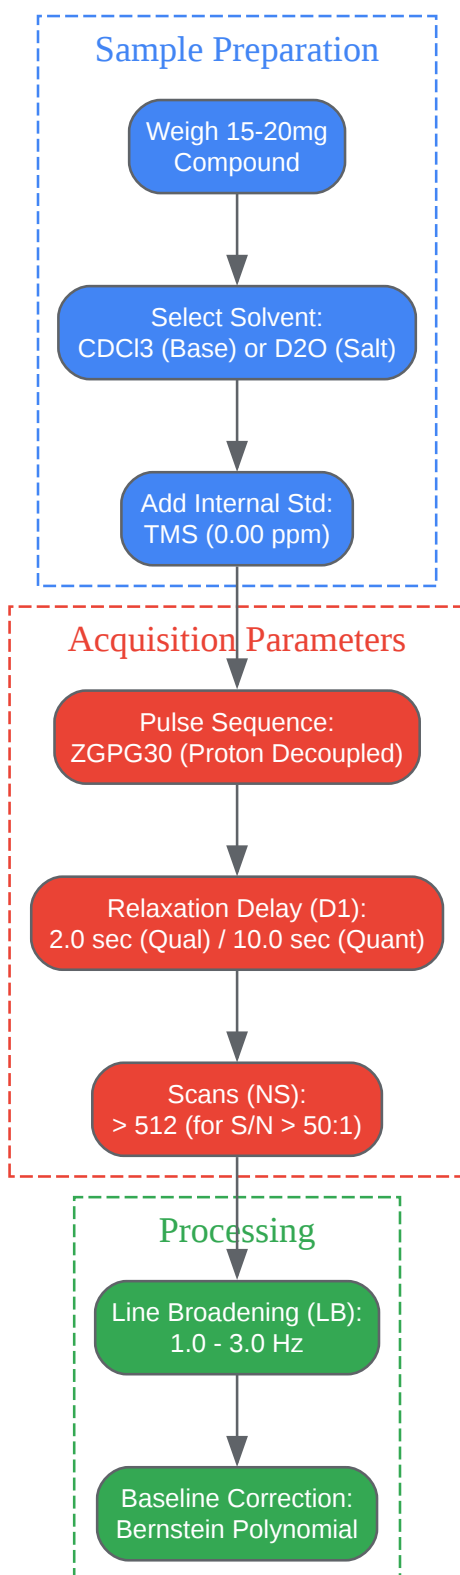 Sample Preparation
Weigh 15-20mg
Compound
Select Solvent:
CDCl3 (Base) or D2O (Salt)
Add Internal Std:
TMS (0.00 ppm)
Acquisition Parameters
Pulse Sequence:
ZGPG30 (Proton Decoupled)
Relaxation Delay (D1):
2.0 sec (Qual) / 10.0 sec (Quant)
Scans (NS):
> 512 (for S/N > 50:1)
Processing
Line Broadening (LB):
1.0 - 3.0 Hz
Baseline Correction:
Bernstein Polynomial